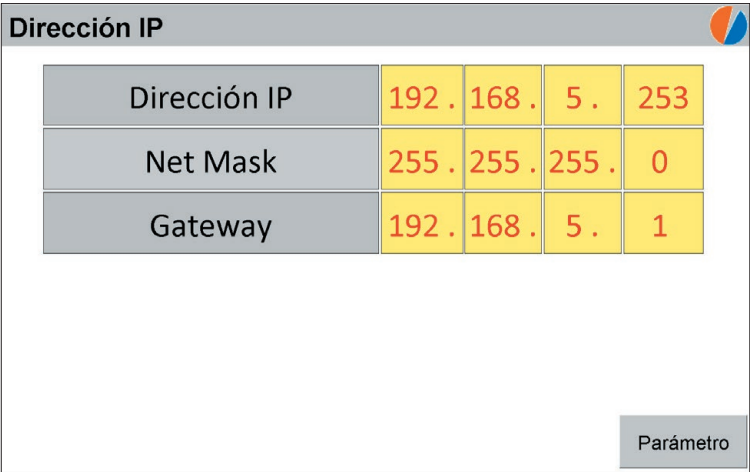 Dirección IP
Dirección IP 192 . 168 . 5 . 253
Net Mask 255 . 255 . 255 . 0
Gateway 192 . 168 . 5 . 1
Parámetro